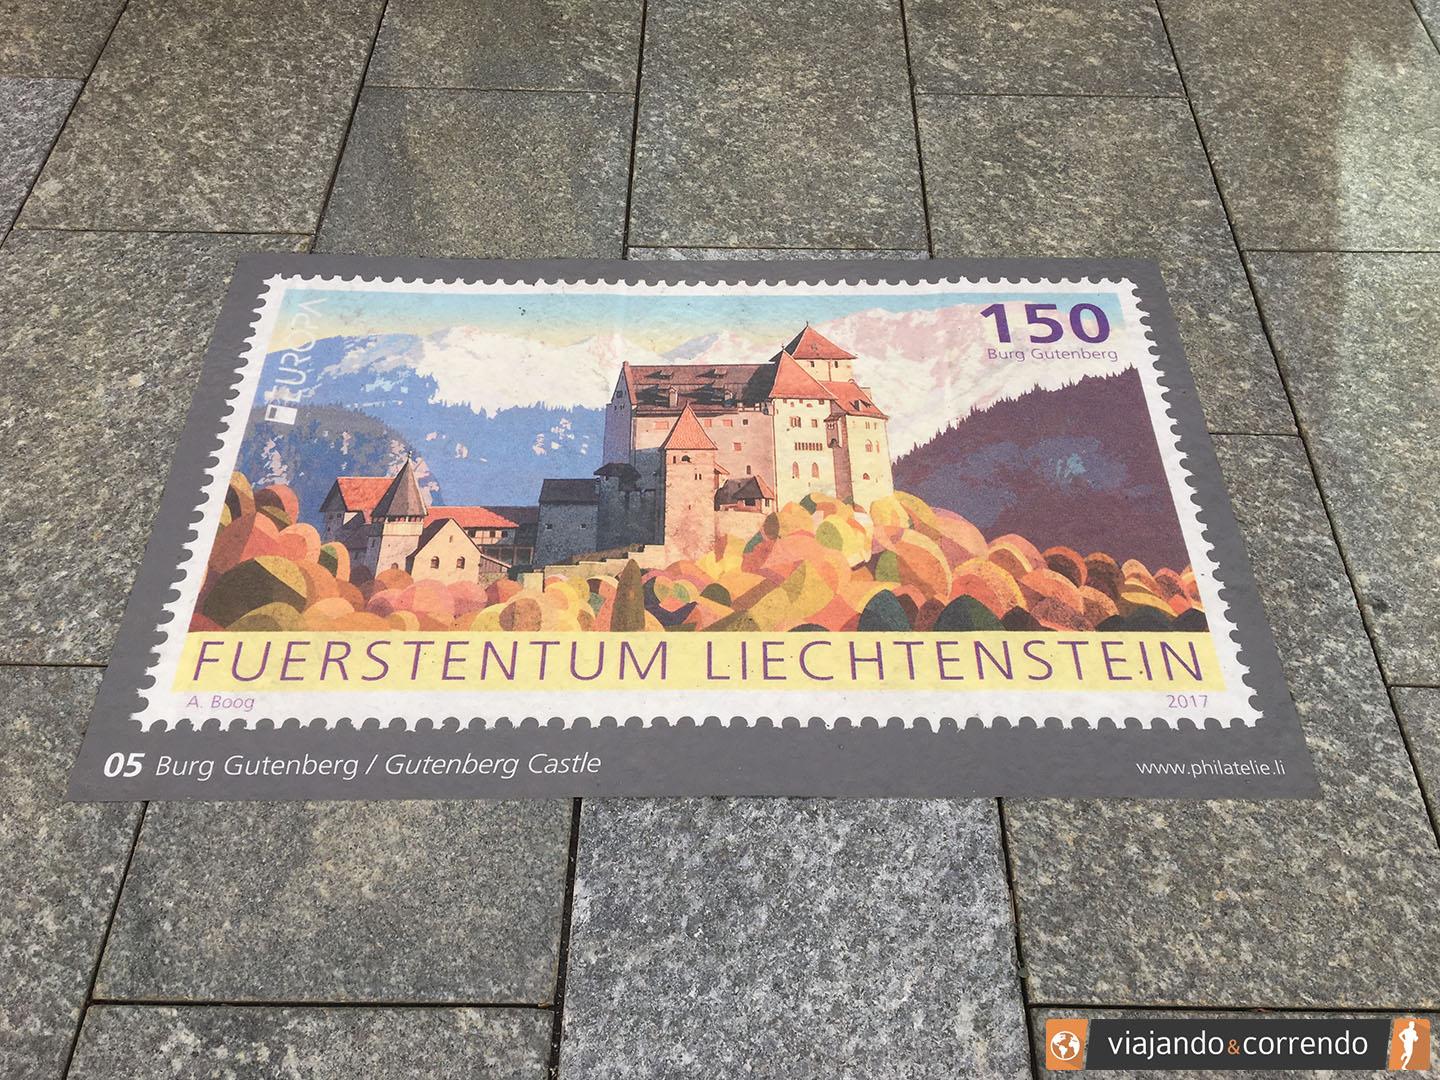 EUROPA
150
Burg Gutenberg
FUERSTENTUM LIECHTENSTEIN
A. Boog 2017
05 Burg Gutenberg / Gutenberg Castle www.philatelie.li
viajando&correndo